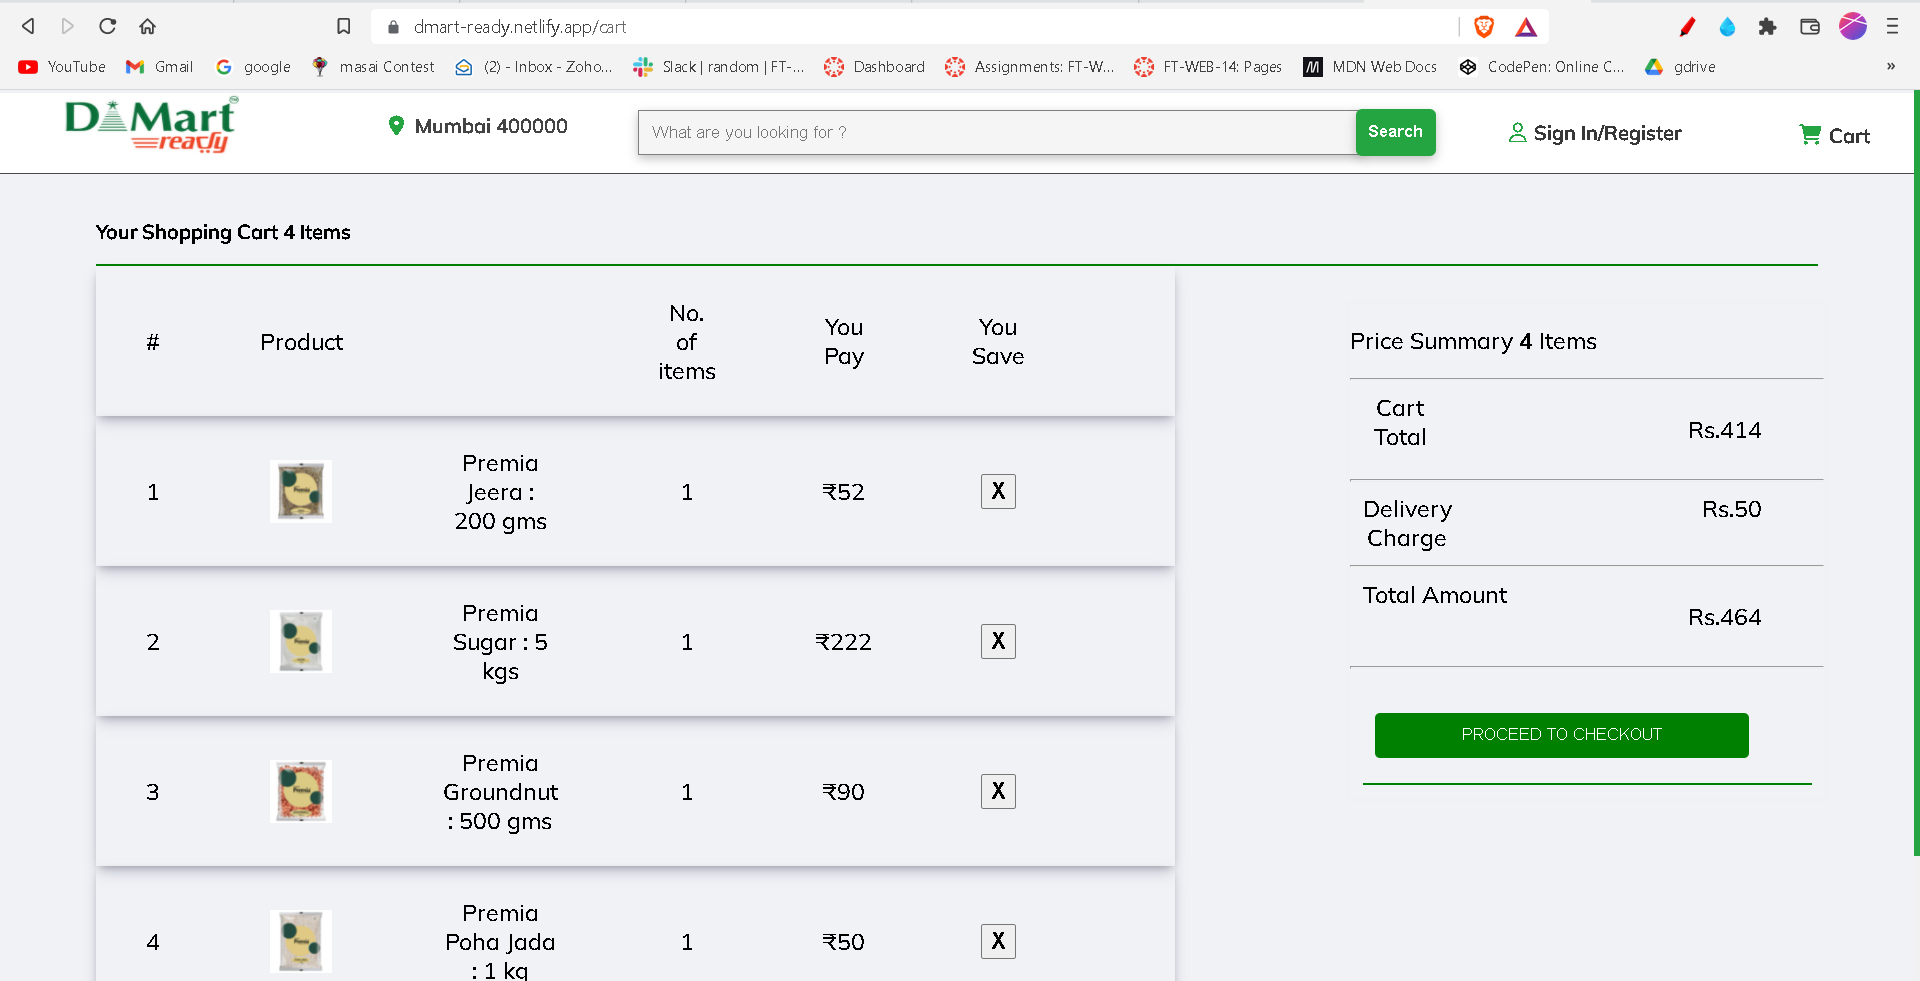 dmart-ready.netlify.app/cart
YouTube Gmail google masai Contest (2) - Inbox - Zoho... Slack | random | FT-... Dashboard Assignments: FT-W... FT-WEB-14: Pages MDN Web Docs CodePen: Online C... gdrive »
D Mart
ready
Mumbai 400000
What are you looking for ?
Search
Sign In/Register
Cart
Your Shopping Cart 4 Items
#
Product
No.
of
items
You
Pay
You
Save
1
Premia
Jeera :
200 gms
1
₹52
X
2
Premia
Sugar : 5
kgs
1
₹222
X
3
Premia
Groundnut
: 500 gms
1
₹90
X
4
Premia
Poha Jada
: 1 kg
1
₹50
X
Price Summary 4 Items
Cart
Total
Rs.414
Delivery
Charge
Rs.50
Total Amount
Rs.464
PROCEED TO CHECKOUT